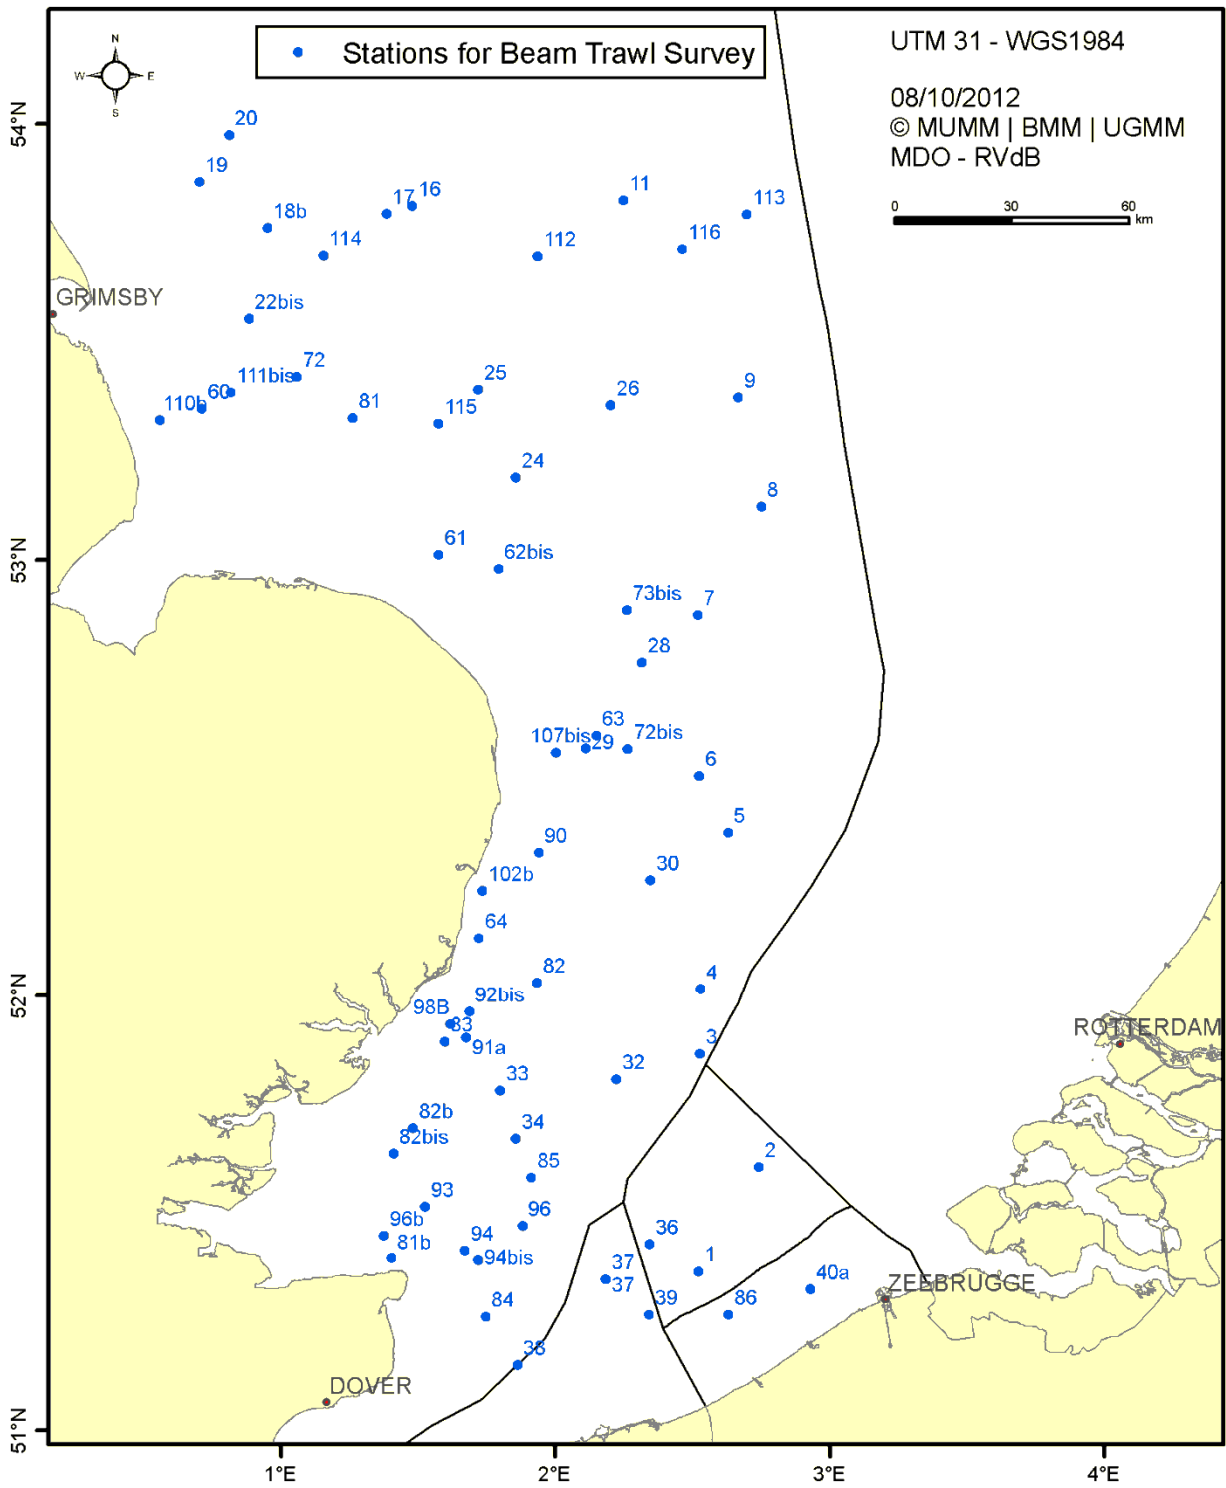 Stations for Beam Trawl Survey
UTM 31 - WGS1984
08/10/2012
© MUMM | BMM | UGMM
MDO - RVdB
0 30 60
km
N
W E
S
54°N
20
19
18b
17 16
114
11
113
112
116
GRIMSBY
22bis
72
111bis
60
110b
81
25
115
26
9
24
8
61
62bis
53°N
73bis
7
28
63
107bis
29
72bis
6
5
90
30
102b
64
82
4
52°N
92bis
98B
33
91a
3
ROTTERDAM
32
33
82b
82bis
34
85
2
93
96b
96
81b
94
94bis
36
37
37
1
40a
ZEEBRUGGE
84
39
86
38
DOVER
51°N
1°E 2°E 3°E 4°E